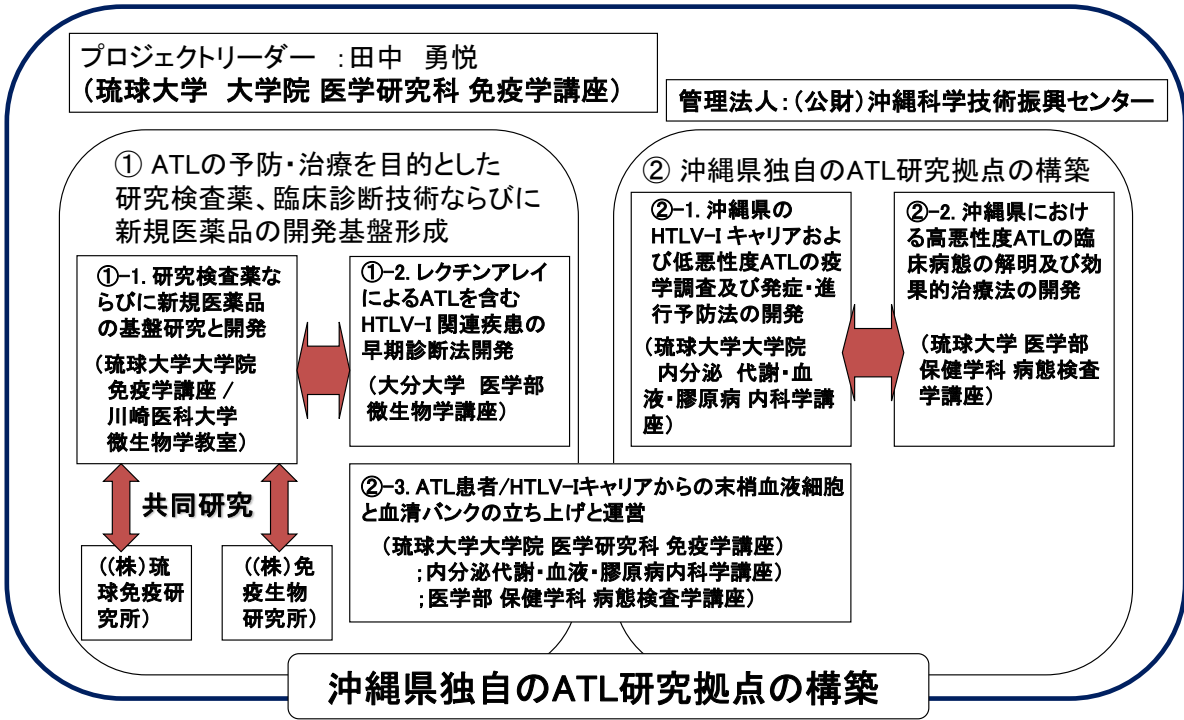 プロジェクトリーダー ：田中 勇悦
（琉球大学 大学院 医学研究科 免疫学講座）
管理法人：（公財）沖縄科学技術振興センター
① ATLの予防・治療を目的とした
研究検査薬、臨床診断技術ならびに
新規医薬品の開発基盤形成
①-1. 研究検査薬な
らびに新規医薬品
の基盤研究と開発
（琉球大学大学院
免疫学講座 /
川崎医科大学
微生物学教室）
①-2. レクチンアレイ
によるATLを含む
HTLV-I 関連疾患の
早期診断法開発
（大分大学 医学部
微生物学講座）
共同研究
（（株）琉
球免疫研
究所）
（（株）免
疫生物
研究所）
② 沖縄県独自のATL研究拠点の構築
②-1. 沖縄県の
HTLV-I キャリアおよ
び低悪性度ATLの疫
学調査及び発症・進
行予防法の開発
（琉球大学大学院
内分泌 代謝・血
液・膠原病 内科学講
座）
②-2. 沖縄県におけ
る高悪性度ATLの臨
床病態の解明及び効
果的治療法の開発
（琉球大学 医学部
保健学科 病態検査
学講座）
②-3. ATL患者/HTLV-Iキャリアからの末梢血液細胞
と血清バンクの立ち上げと運営
（琉球大学大学院 医学研究科 免疫学講座）
；内分泌代謝・血液・膠原病内科学講座）
；医学部 保健学科 病態検査学講座）
沖縄県独自のATL研究拠点の構築